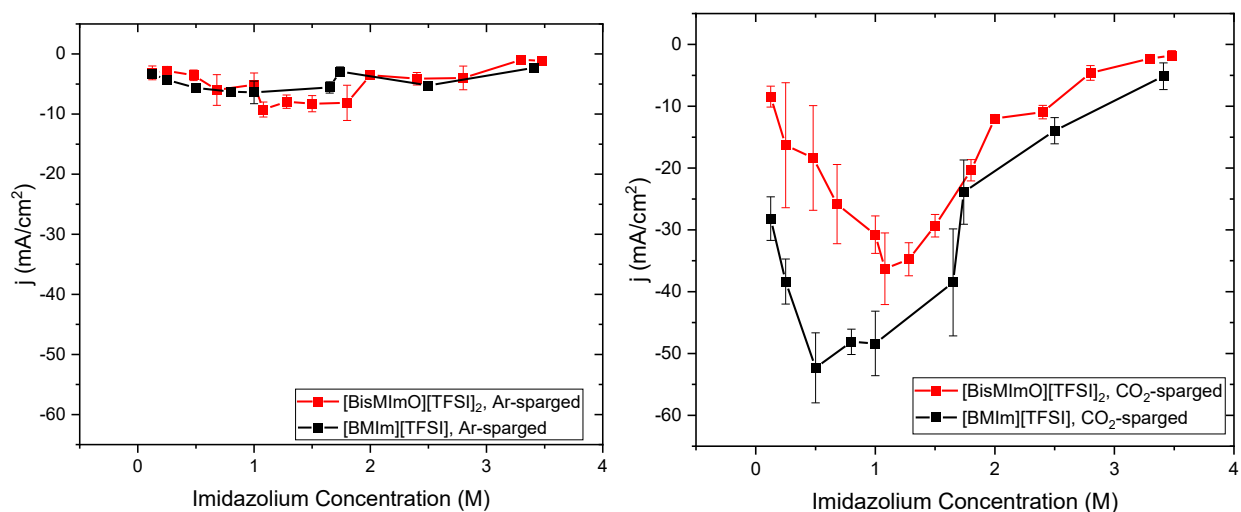 0
-10
-20
-30
-40
-50
-60
j (mA/cm²)
[BisMImO][TFSI]₂, Ar-sparged
[BMIm][TFSI], Ar-sparged
0 1 2 3 4
Imidazolium Concentration (M)
0
-10
-20
-30
-40
-50
-60
j (mA/cm²)
[BisMImO][TFSI]₂, CO₂-sparged
[BMIm][TFSI], CO₂-sparged
0 1 2 3 4
Imidazolium Concentration (M)